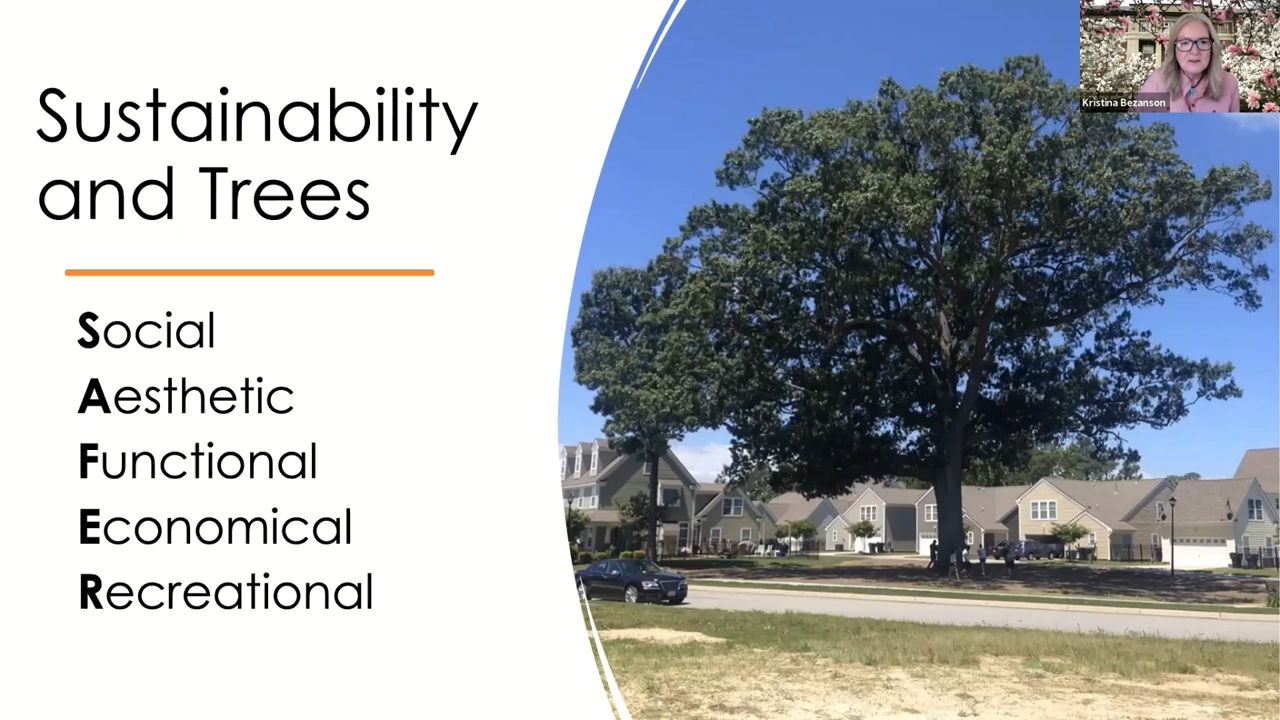 Sustainability
and Trees
Social
Aesthetic
Functional
Economical
Recreational
Kristina Bezanson